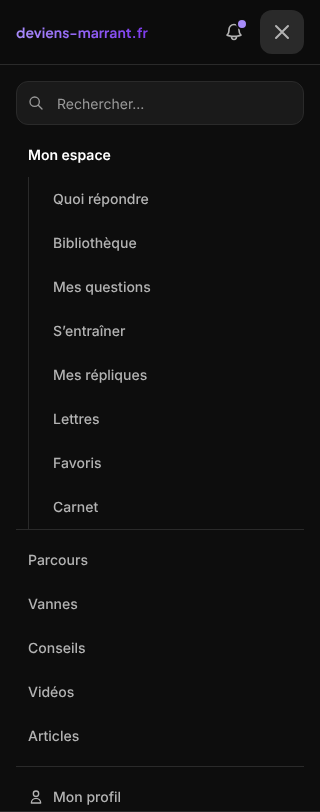 deviens-marrant.fr
Rechercher...
Mon espace
Quoi répondre
Bibliothèque
Mes questions
S’entraîner
Mes répliques
Lettres
Favoris
Carnet
Parcours
Vannes
Conseils
Vidéos
Articles
Mon profil